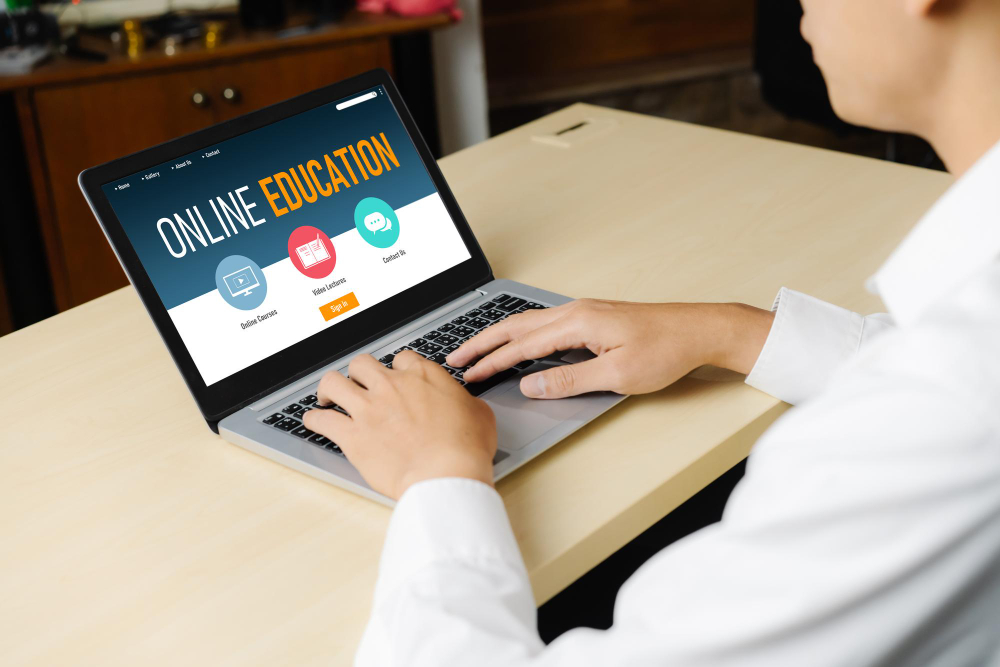 Home
Gallery
About Us
Contact
ONLINE EDUCATION
Online Courses
Video Lectures
Contact Us
Sign In